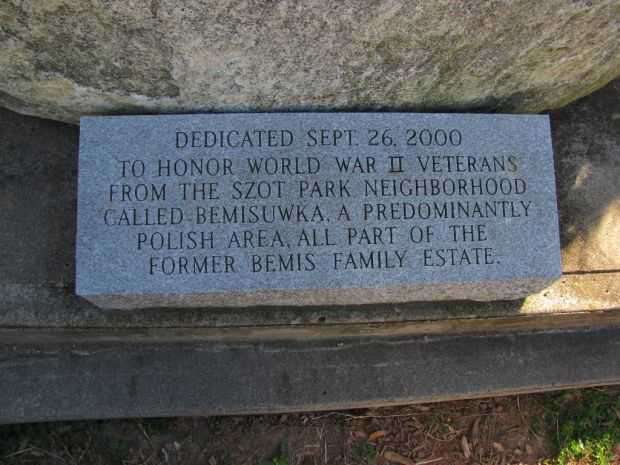 DEDICATED SEPT. 26, 2000
TO HONOR WORLD WAR II VETERANS
FROM THE SZOT PARK NEIGHBORHOOD
CALLED BEMISUWKA, A PREDOMINANTLY
POLISH AREA, ALL PART OF THE
FORMER BEMIS FAMILY ESTATE.